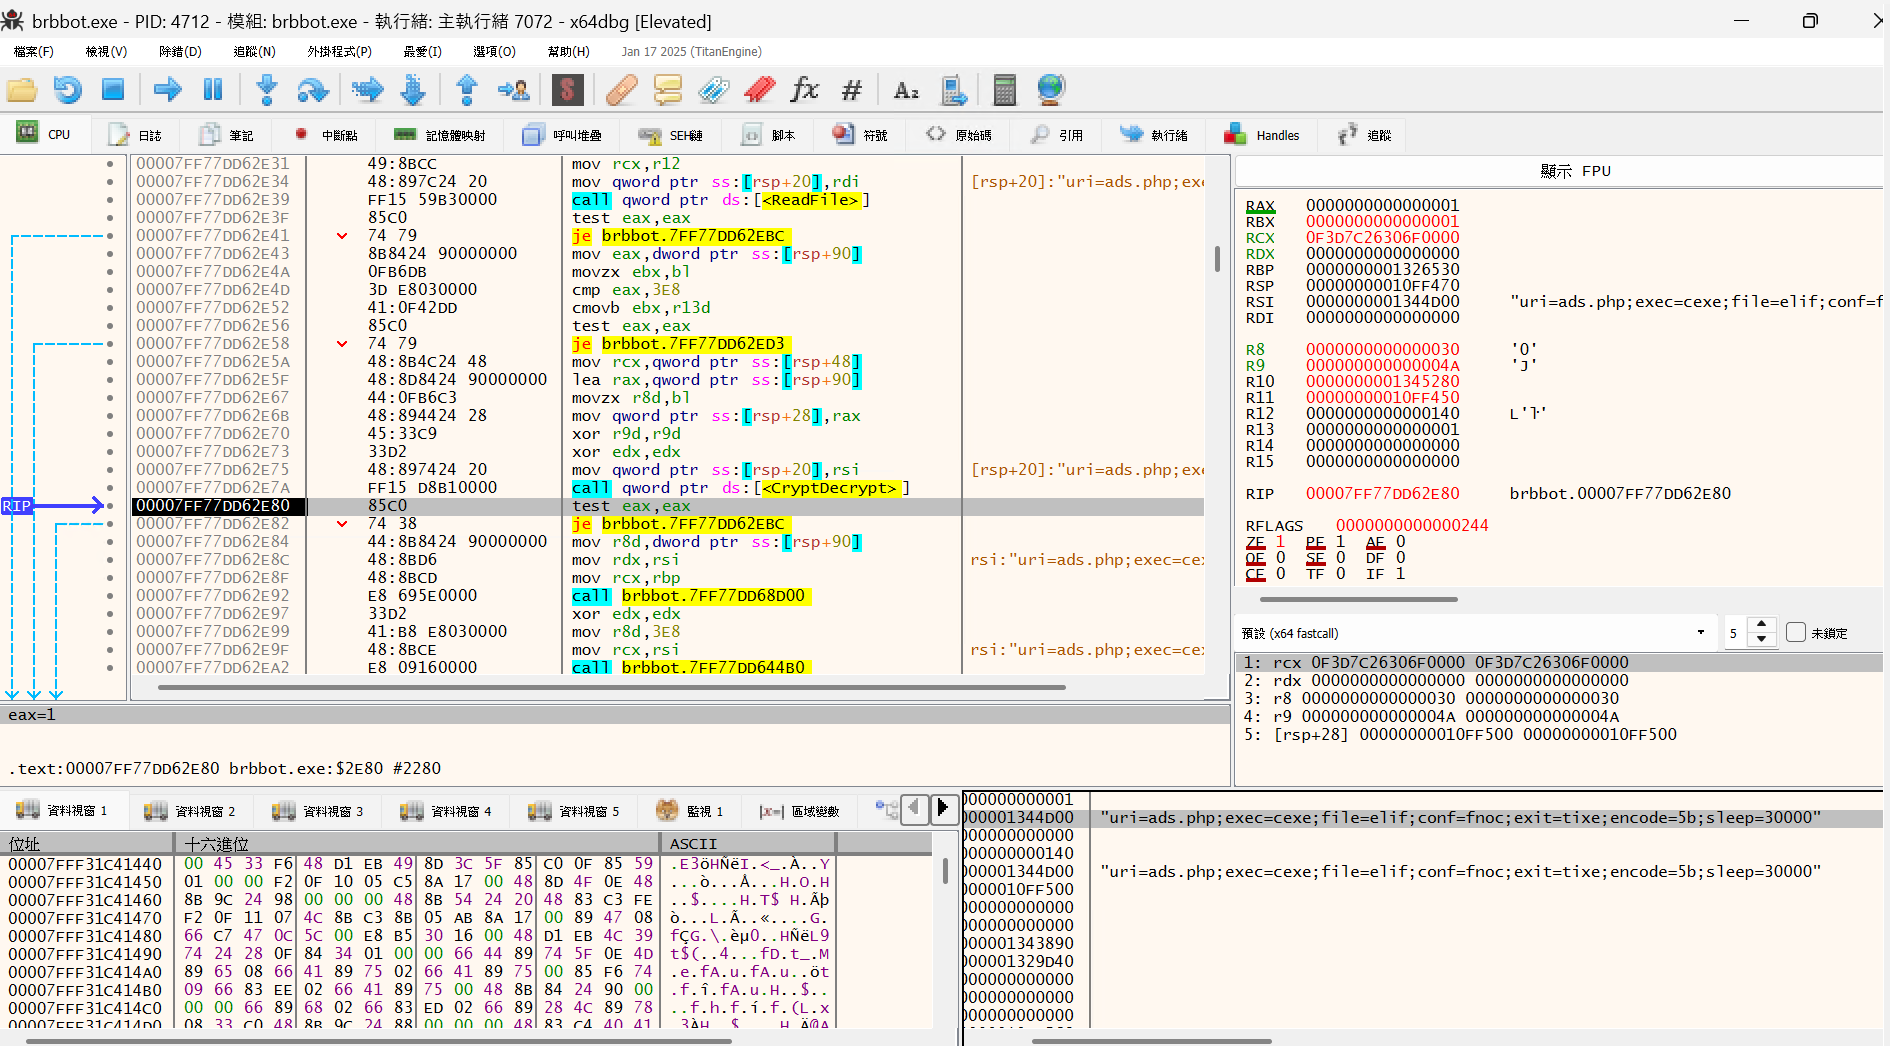 brbbot.exe - PID: 4712 - 模組: brbbot.exe - 執行緒: 主執行緒 7072 - x64dbg [Elevated]
檔案(F) 檢視(V) 除錯(D) 追蹤(N) 外掛程式(P) 最愛(I) 選項(O) 幫助(H) Jan 17 2025 (TitanEngine)
CPU 日誌 筆記 中斷點 記憶體映射 呼叫堆疊 SEH鏈 腳本 符號 原始碼 引用 執行緒 Handles 追蹤
00007FF77DD62E31 49:8BCC mov rcx,r12
00007FF77DD62E34 48:897C24 20 mov qword ptr ss:[rsp+20],rdi [rsp+20]:"uri=ads.php;exe
00007FF77DD62E39 FF15 59B30000 call qword ptr ds:[<ReadFile>]
00007FF77DD62E3F 85C0 test eax,eax
00007FF77DD62E41 74 79 je brbbot.7FF77DD62EBC
00007FF77DD62E43 8B8424 90000000 mov eax,dword ptr ss:[rsp+90]
00007FF77DD62E4A 0FB6DB movzx ebx,bl
00007FF77DD62E4D 3D E8030000 cmp eax,3E8
00007FF77DD62E52 41:0F42DD cmovb ebx,r13d
00007FF77DD62E56 85C0 test eax,eax
00007FF77DD62E58 74 79 je brbbot.7FF77DD62ED3
00007FF77DD62E5A 48:8B4C24 48 mov rcx,qword ptr ss:[rsp+48]
00007FF77DD62E5F 48:8D8424 90000000 lea rax,qword ptr ss:[rsp+90]
00007FF77DD62E67 44:0FB6C3 movzx r8d,bl
00007FF77DD62E6B 48:894424 28 mov qword ptr ss:[rsp+28],rax
00007FF77DD62E70 45:33C9 xor r9d,r9d
00007FF77DD62E73 33D2 xor edx,edx
00007FF77DD62E75 48:897424 20 mov qword ptr ss:[rsp+20],rsi [rsp+20]:"uri=ads.php;exe
00007FF77DD62E7A FF15 D8B10000 call qword ptr ds:[<CryptDecrypt>]
RIP 00007FF77DD62E80 85C0 test eax,eax
00007FF77DD62E82 74 38 je brbbot.7FF77DD62EBC
00007FF77DD62E84 44:8B8424 90000000 mov r8d,dword ptr ss:[rsp+90]
00007FF77DD62E8C 48:8BD6 mov rdx,rsi rsi:"uri=ads.php;exec=cex
00007FF77DD62E8F 48:8BCD mov rcx,rbp
00007FF77DD62E92 E8 695E0000 call brbbot.7FF77DD68D00
00007FF77DD62E97 33D2 xor edx,edx
00007FF77DD62E99 41:B8 E8030000 mov r8d,3E8
00007FF77DD62E9F 48:8BCE mov rcx,rsi rsi:"uri=ads.php;exec=cex
00007FF77DD62EA2 E8 09160000 call brbbot.7FF77DD644B0
顯示 FPU
RAX 0000000000000001
RBX 0000000000000001
RCX 0F3D7C26306F0000
RDX 0000000000000000
RBP 0000000001326530
RSP 00000000010FF470
RSI 0000000001344D00 "uri=ads.php;exec=cexe;file=elif;conf=f
RDI 0000000000000000
R8 0000000000000030 '0'
R9 000000000000004A 'J'
R10 0000000001345280
R11 00000000010FF450
R12 0000000000000140 L'ŀ'
R13 0000000000000001
R14 0000000000000000
R15 0000000000000000
RIP 00007FF77DD62E80 brbbot.00007FF77DD62E80
RFLAGS 0000000000000244
ZF 1 PF 1 AF 0
OF 0 SF 0 DF 0
CF 0 TF 0 IF 1
預設 (x64 fastcall) 5 未鎖定
1: rcx 0F3D7C26306F0000 0F3D7C26306F0000
2: rdx 0000000000000000 0000000000000000
3: r8 0000000000000030 0000000000000030
4: r9 000000000000004A 000000000000004A
5: [rsp+28] 00000000010FF500 00000000010FF500
eax=1
.text:00007FF77DD62E80 brbbot.exe:$2E80 #2280
資料視窗 1 資料視窗 2 資料視窗 3 資料視窗 4 資料視窗 5 監視 1 區域變數
位址 十六進位 ASCII
00007FFF31C41440 00 45 33 F6 48 D1 EB 49 8D 3C 5F 85 C0 0F 85 59 .E3öHÑëI.<_.À..Y
00007FFF31C41450 01 00 00 F2 0F 10 05 C5 8A 17 00 48 8D 4F 0E 48 ...ò...Å...H.O.H
00007FFF31C41460 8B 9C 24 98 00 00 00 48 8B 54 24 20 48 83 C3 FE ..$....H.T$ H.Ãþ
00007FFF31C41470 F2 0F 11 07 4C 8B C3 8B 05 AB 8A 17 00 89 47 08 ò...L.Ã..«....G.
00007FFF31C41480 66 C7 47 0C 5C 00 E8 B5 30 16 00 48 D1 EB 4C 39 fÇG.\.èµ0..HÑëL9
00007FFF31C41490 74 24 28 0F 84 34 01 00 00 66 44 89 74 5F 0E 4D t$(..4...fD.t_.M
00007FFF31C414A0 89 65 08 66 41 89 75 02 66 41 89 75 00 85 F6 74 .e.fA.u.fA.u..öt
00007FFF31C414B0 09 66 83 EE 02 66 41 89 75 00 48 8B 84 24 90 00 .f.î.fA.u.H..$..
00007FFF31C414C0 00 00 66 89 68 02 66 83 ED 02 66 89 28 4C 89 78 ..f.h.f.í.f.(L.x
00007FFF31C414D0 08 33 C0 48 8B 9C 24 88 00 00 00 48 83 C4 40 41 .3ÀH..$....H.Ä@A
000000000001
000001344D00 "uri=ads.php;exec=cexe;file=elif;conf=fnoc;exit=tixe;encode=5b;sleep=30000"
000000000000
000000000140
000001344D00 "uri=ads.php;exec=cexe;file=elif;conf=fnoc;exit=tixe;encode=5b;sleep=30000"
0000010FF500
000000000000
000000000000
000001343890
000001329D40
000000000000
000000000000
000000000000